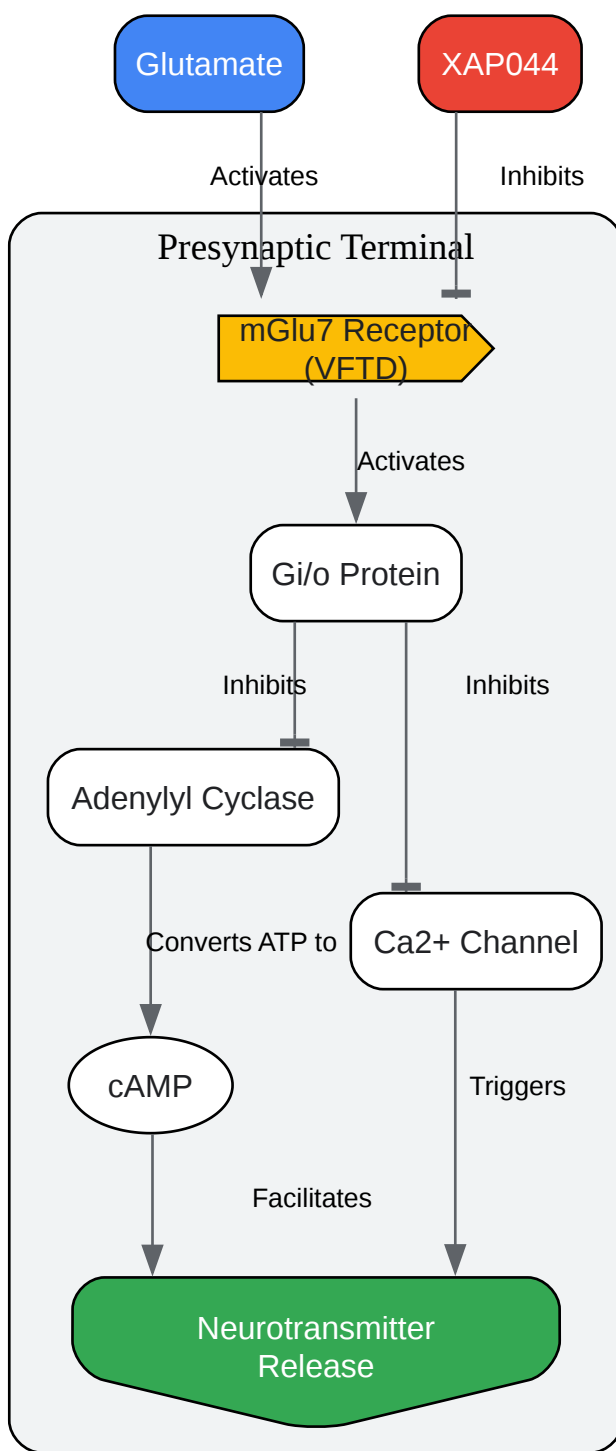 Glutamate
XAP044
Activates
Inhibits
Presynaptic Terminal
mGlu7 Receptor
(VFTD)
Activates
Gi/o Protein
Inhibits
Inhibits
Adenylyl Cyclase
Converts ATP to
Ca2+ Channel
cAMP
Triggers
Facilitates
Neurotransmitter
Release